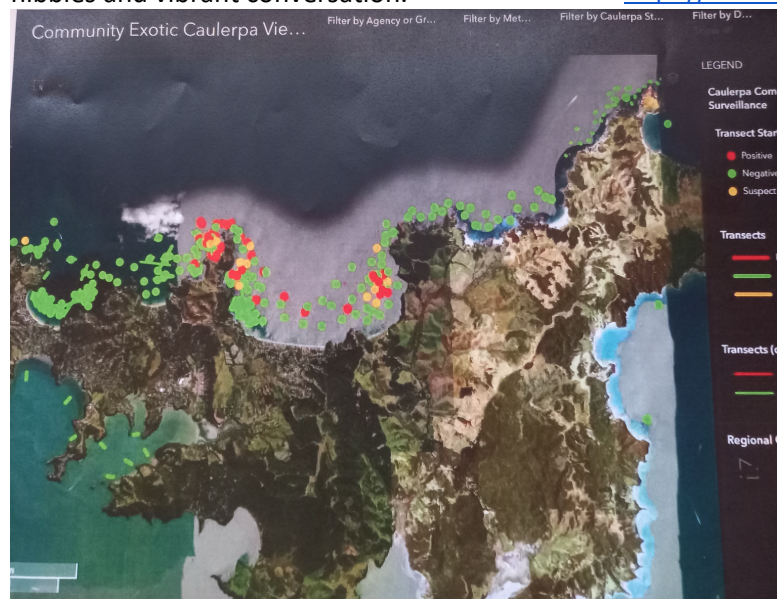 nibbles and vibrant conversation.
Community Exotic Caulerpa Vie...
Filter by Agency or Gr...
Filter by Met...
Filter by Caulerpa St...
Filter by D...
LEGEND
Caulerpa Com
Surveillance
Transect Star
Positive
Negative
Suspect
Transects
Transects (c
Regional